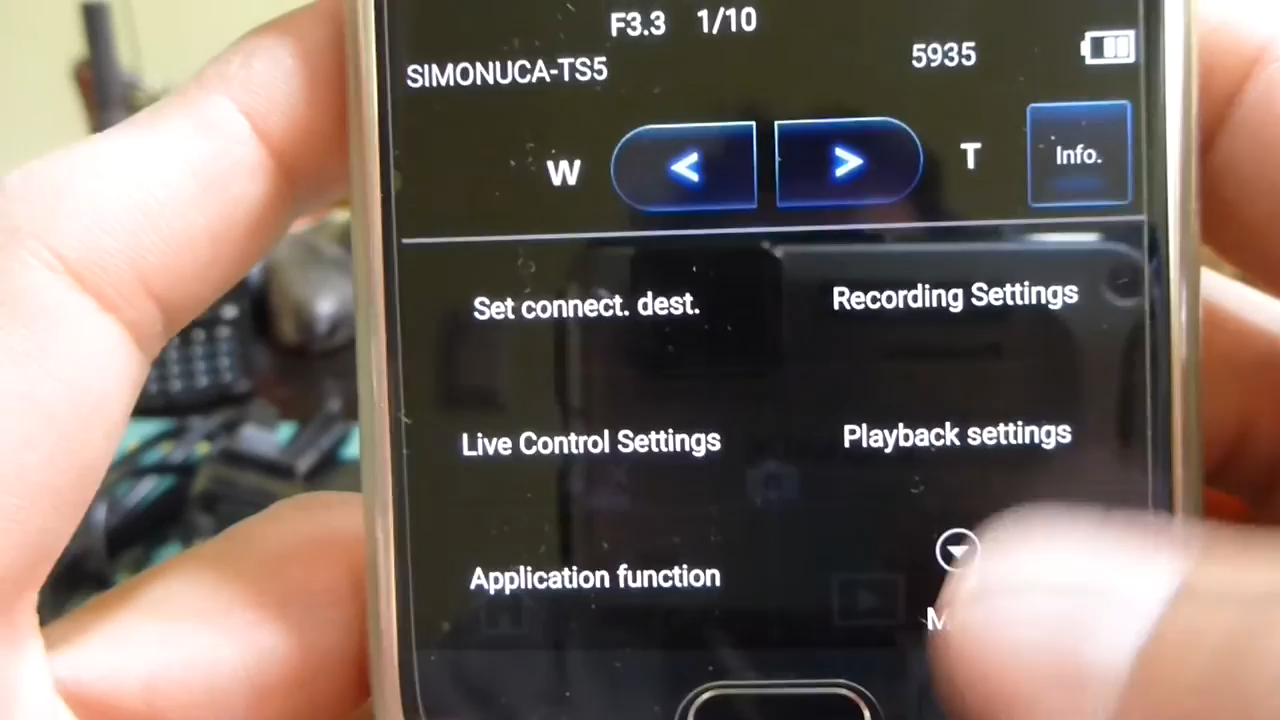 F3.3 1/10
SIMONUCA-TS5 5935
W < > T Info.
Set connect. dest. Recording Settings
Live Control Settings Playback settings
Application function